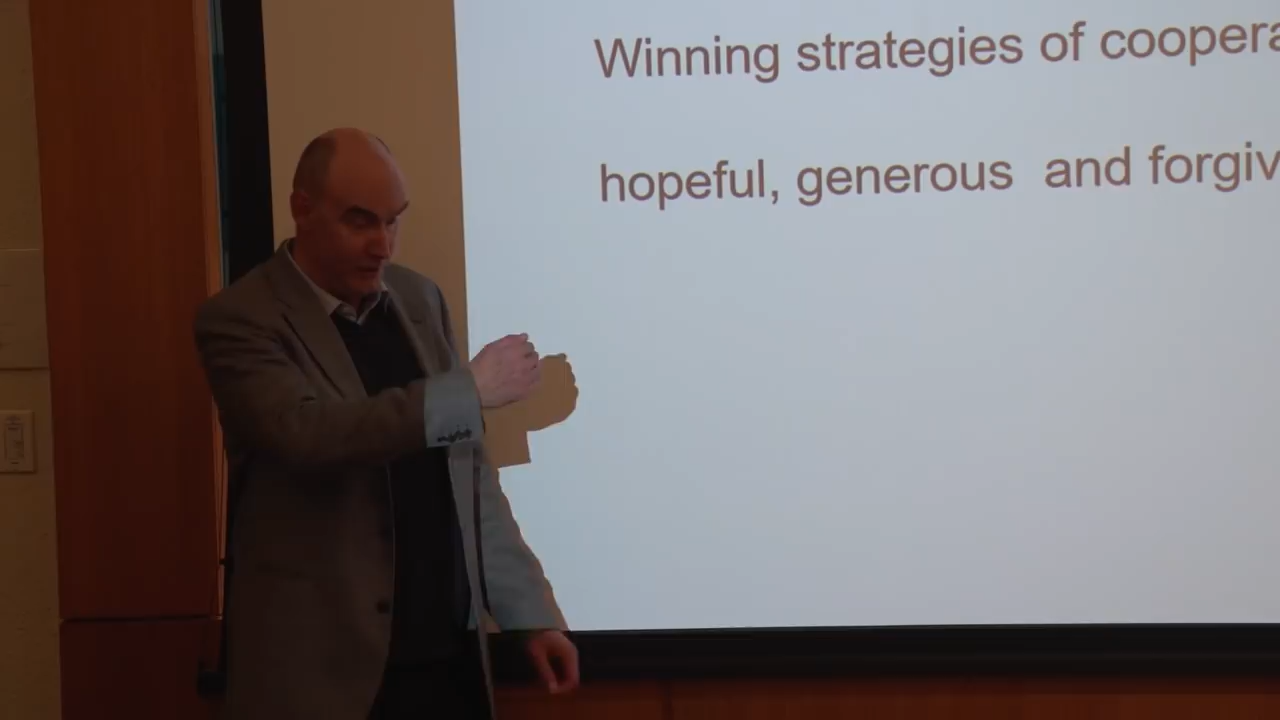 Winning strategies of coopera
hopeful, generous and forgiv